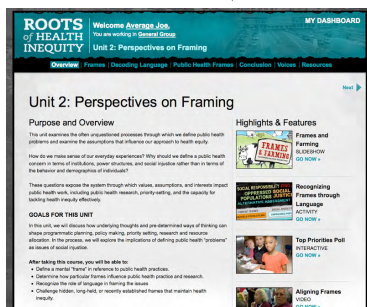 ROOTS
of HEALTH
INEQUITY
Welcome Average Joe,
You are working in General Group
Unit 2: Perspectives on Framing
MY DASHBOARD
Overview | Frames | Decoding Language | Public Health Frames | Conclusion | Voices | Resources
Next
Unit 2: Perspectives on Framing
Purpose and Overview
This unit examines the often unquestioned processes through which we define public health
problems and examine the assumptions that influence our approach to health equity.
How do we make sense of our everyday experiences? Why should we define a public health
concern in terms of institutions, power structures, and social injustice rather than in terms of
the behavior and demographics of individuals?
These questions expose the system through which values, assumptions, and interests impact
public health work, including public health research, priority-setting, and the capacity for
tackling health inequity effectively.
GOALS FOR THIS UNIT
In this unit, we will discuss how underlying thoughts and pre-determined ways of thinking can
shape programmatic planning, policy making, priority setting, research and resource
allocation. In the process, we will explore the implications of defining public health "problems"
as issues of social injustice.
After taking this course, you will be able to:
• Define a mental "frame" in reference to public health practices.
• Determine how particular frames influence public health practice and research.
• Recognize the role of language in framing the issues
• Challenge hidden, long-held, or recently established frames that maintain health
inequity.
Highlights & Features
FRAMES
& FARMING
Frames and
Farming
SLIDESHOW
GO NOW »
SOCIAL RESPONSIBILITY
OPPRESSED SOCIAL
POPULATIONS JUSTICE
Recognizing
Frames through
Language
ACTIVITY
GO NOW »
Top Priorities Poll
INTERACTIVE
GO NOW »
Aligning Frames
VIDEO
GO NOW »